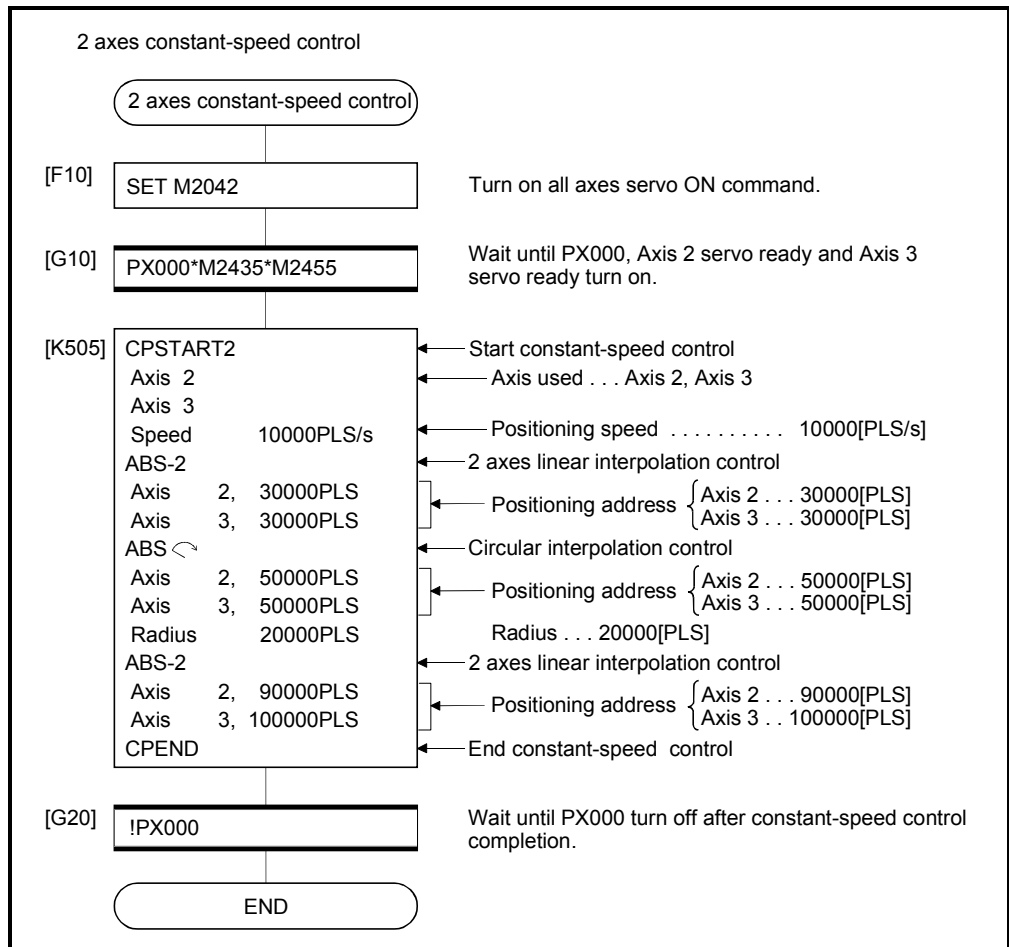 2 axes constant-speed control
2 axes constant-speed control
[F10] SET M2042 Turn on all axes servo ON command.
[G10] PX000*M2435*M2455 Wait until PX000, Axis 2 servo ready and Axis 3
servo ready turn on.
[K505] CPSTART2 Start constant-speed control
Axis 2 Axis used . . . Axis 2, Axis 3
Axis 3
Speed 10000PLS/s Positioning speed . . . . . . . . . . 10000[PLS/s]
ABS-2 2 axes linear interpolation control
Axis 2, 30000PLS Positioning address Axis 2 . . . 30000[PLS]
Axis 3, 30000PLS Axis 3 . . . 30000[PLS]
ABS Circular interpolation control
Axis 2, 50000PLS Positioning address Axis 2 . . . 50000[PLS]
Axis 3, 50000PLS Axis 3 . . . 50000[PLS]
Radius 20000PLS Radius . . . 20000[PLS]
ABS-2 2 axes linear interpolation control
Axis 2, 90000PLS Positioning address Axis 2 . . . 90000[PLS]
Axis 3, 100000PLS Axis 3 . . 100000[PLS]
CPEND End constant-speed control
[G20] !PX000 Wait until PX000 turn off after constant-speed control
completion.
END